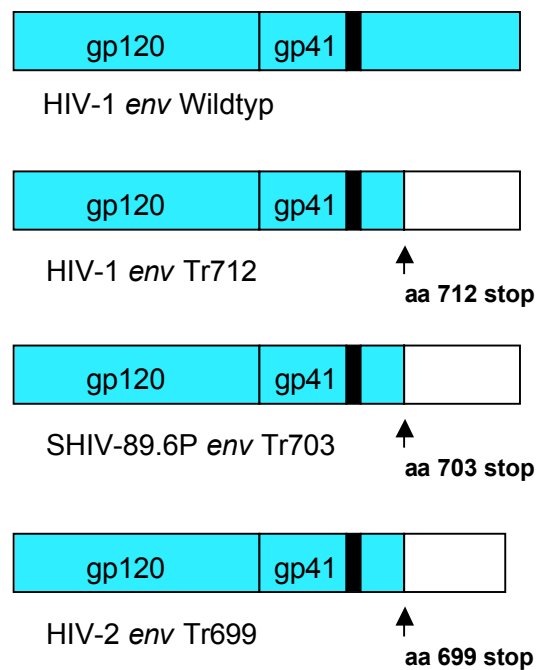 gp120 gp41
HIV-1 env Wildtyp
gp120 gp41
HIV-1 env Tr712
aa 712 stop
gp120 gp41
SHIV-89.6P env Tr703
aa 703 stop
gp120 gp41
HIV-2 env Tr699
aa 699 stop